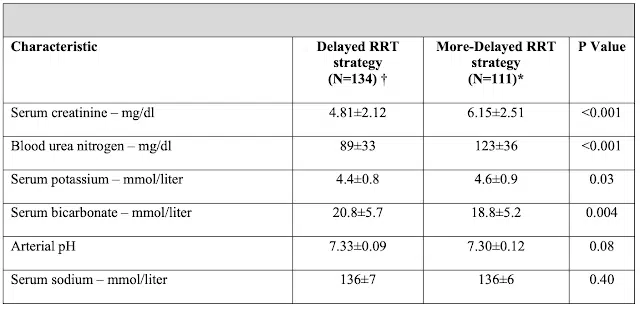 Characteristic Delayed RRT strategy (N=134) † More-Delayed RRT strategy (N=111)* P Value
Serum creatinine – mg/dl 4.81±2.12 6.15±2.51 <0.001
Blood urea nitrogen – mg/dl 89±33 123±36 <0.001
Serum potassium – mmol/liter 4.4±0.8 4.6±0.9 0.03
Serum bicarbonate – mmol/liter 20.8±5.7 18.8±5.2 0.004
Arterial pH 7.33±0.09 7.30±0.12 0.08
Serum sodium – mmol/liter 136±7 136±6 0.40